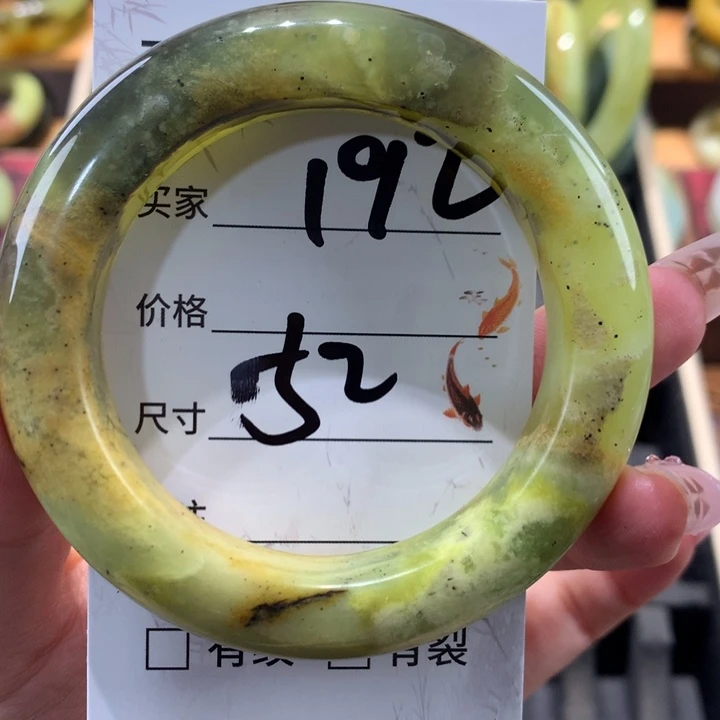 买家 192
价格
尺寸 52
有纹 有裂